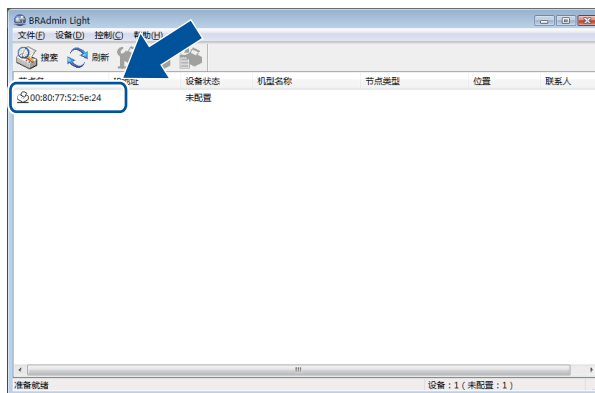 BRAdmin Light
文件(F) 设备(D) 控制(C) 帮助(H)
搜索 刷新
设备状态 机型名称 节点类型 位置 联系人
00:80:77:52:5e:24 未配置
准备就绪 设备：1 ( 未配置：1 )